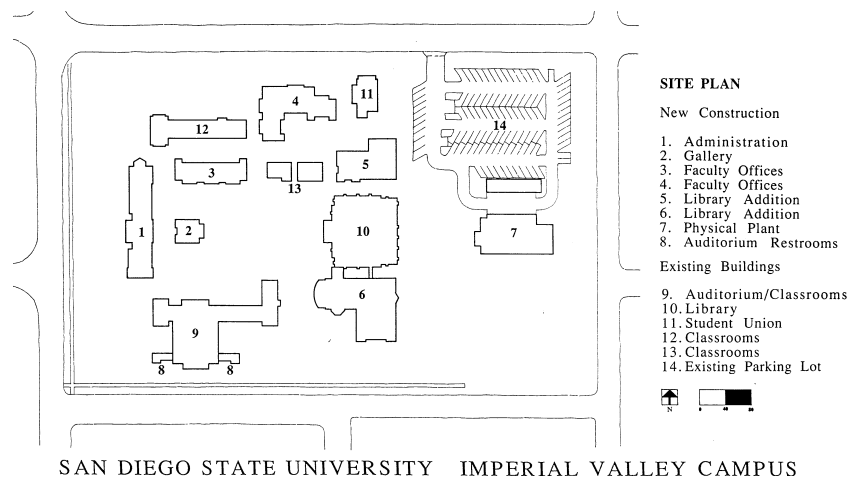 11
4
12
14
5
3
13
1
2
10
7
6
9
8
8
SITE PLAN
New Construction
1. Administration
2. Gallery
3. Faculty Offices
4. Faculty Offices
5. Library Addition
6. Library Addition
7. Physical Plant
8. Auditorium Restrooms
Existing Buildings
9. Auditorium/Classrooms
10. Library
11. Student Union
12. Classrooms
13. Classrooms
14. Existing Parking Lot
N
0 40
SAN DIEGO STATE UNIVERSITY IMPERIAL VALLEY CAMPUS